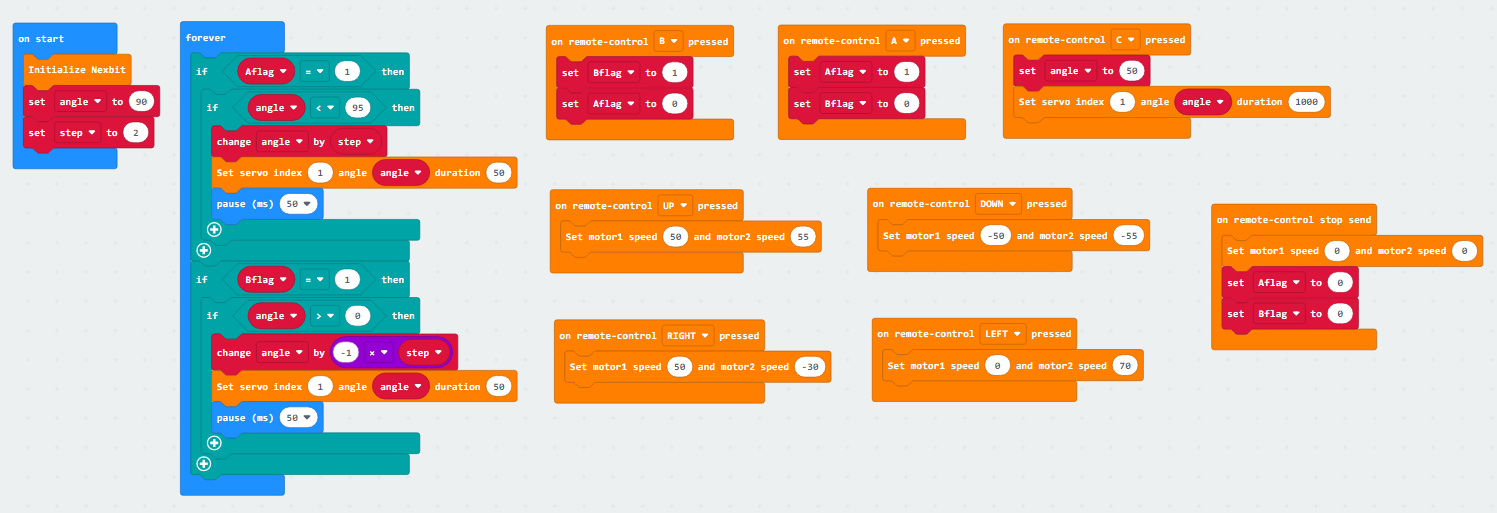 on start
Initialize Nexbit
set angle to 90
set step to 2
forever
if Aflag = 1 then
if angle < 95 then
change angle by step
Set servo index 1 angle angle duration 50
pause (ms) 50
if Bflag = 1 then
if angle > 0 then
change angle by -1 × step
Set servo index 1 angle angle duration 50
pause (ms) 50
on remote-control B pressed
set Bflag to 1
set Aflag to 0
on remote-control A pressed
set Aflag to 1
set Bflag to 0
on remote-control C pressed
set angle to 50
Set servo index 1 angle angle duration 1000
on remote-control UP pressed
Set motor1 speed 50 and motor2 speed 55
on remote-control DOWN pressed
Set motor1 speed -50 and motor2 speed -55
on remote-control stop send
Set motor1 speed 0 and motor2 speed 0
set Aflag to 0
set Bflag to 0
on remote-control RIGHT pressed
Set motor1 speed 50 and motor2 speed -30
on remote-control LEFT pressed
Set motor1 speed 0 and motor2 speed 70